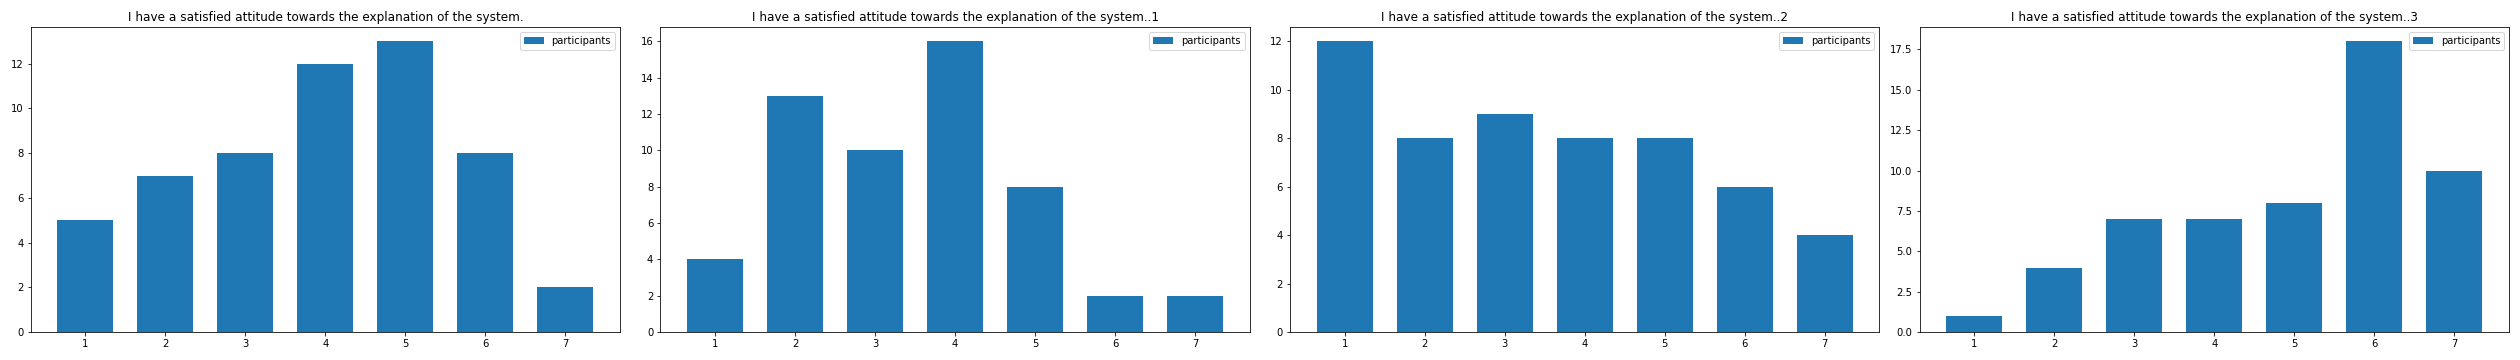 I have a satisfied attitude towards the explanation of the system.
participants
12
10
8
6
4
2
0
1 2 3 4 5 6 7
I have a satisfied attitude towards the explanation of the system..1
participants
16
14
12
10
8
6
4
2
0
1 2 3 4 5 6 7
I have a satisfied attitude towards the explanation of the system..2
participants
12
10
8
6
4
2
0
1 2 3 4 5 6 7
I have a satisfied attitude towards the explanation of the system..3
participants
17.5
15.0
12.5
10.0
7.5
5.0
2.5
0.0
1 2 3 4 5 6 7